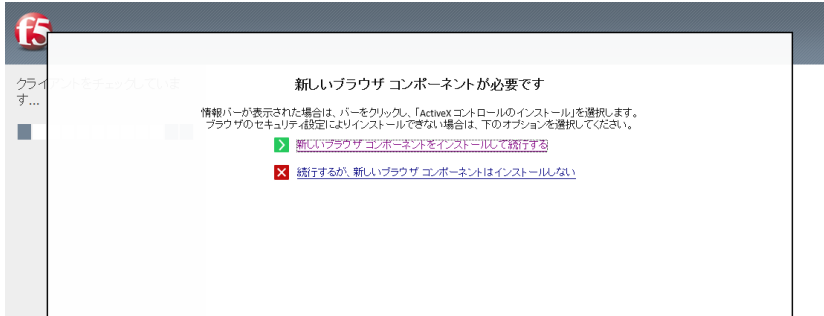 f5
クライアントをチェックしていま
す...
新しいブラウザ コンポーネントが必要です
情報バーが表示された場合は、バーをクリックし、「ActiveX コントロールのインストール」を選択します。
ブラウザのセキュリティ設定によりインストールできない場合は、下のオプションを選択してください。
新しいブラウザ コンポーネントをインストールして続行する
続行するが、新しいブラウザ コンポーネントはインストールしない